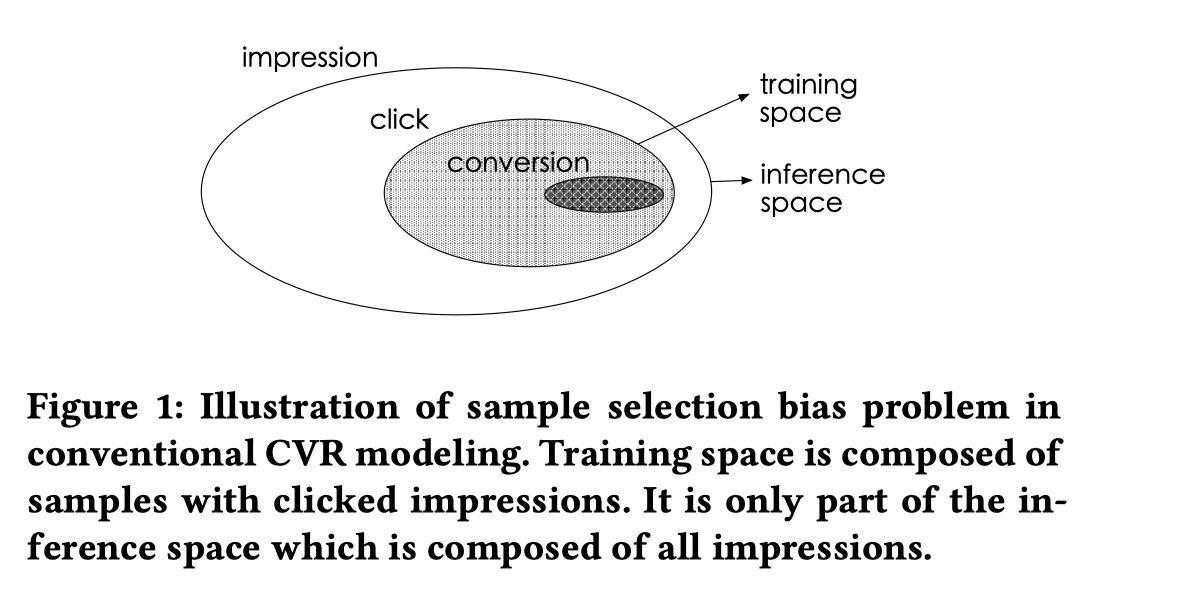 impression
click
conversion
training
space
inference
space
Figure 1: Illustration of sample selection bias problem in
conventional CVR modeling. Training space is composed of
samples with clicked impressions. It is only part of the in-
ference space which is composed of all impressions.